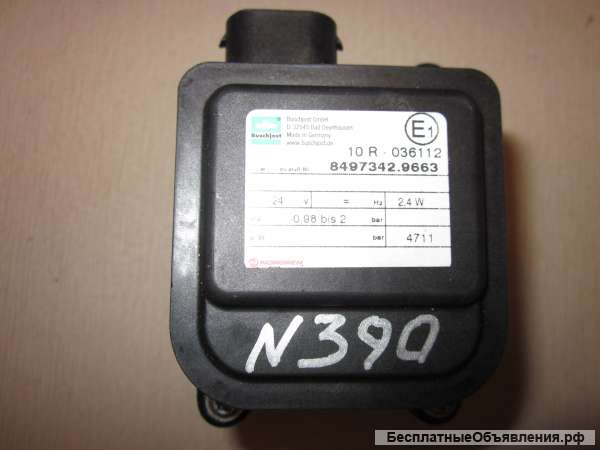 Buschjost
Buschjost GmbH
D 32545 Bad Oeynhausen
Made in Germany
www.buschjost.de
E1
10 R - 036112
8497342.9663
24 V = Hz 2.4 W
0,98 bis 2 bar
bar 4711
N390
БесплатныеОбъявления.рф